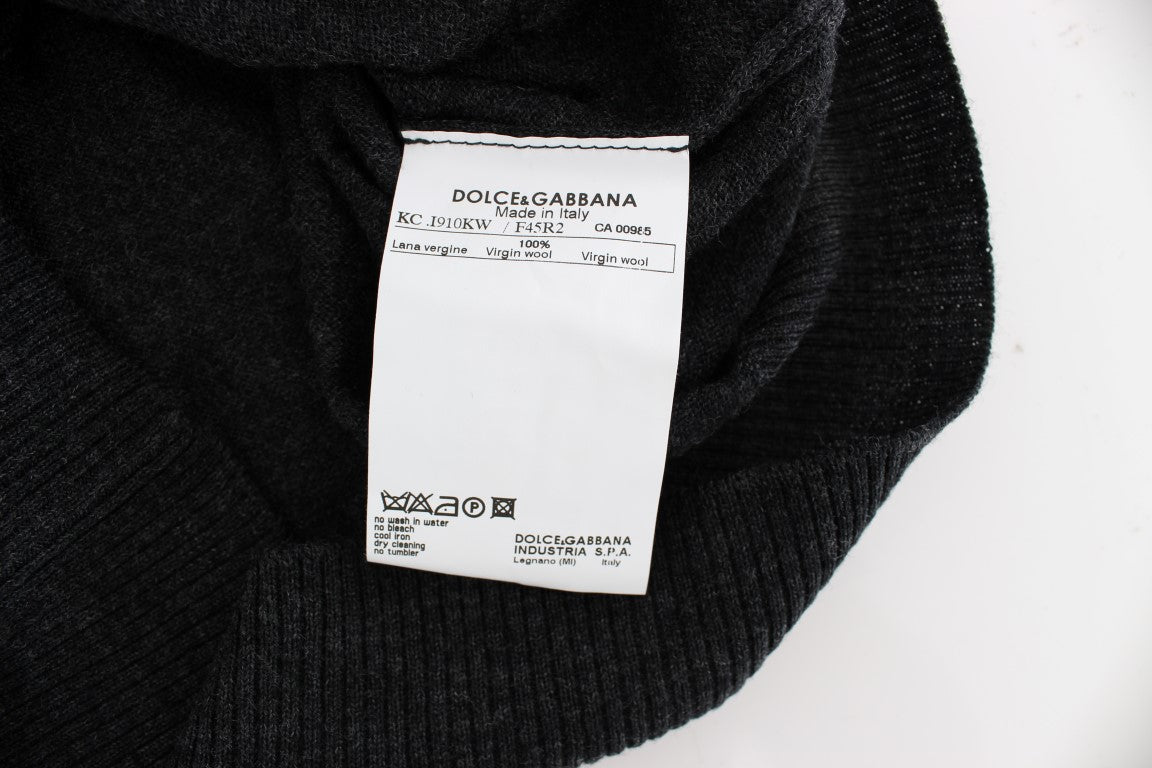 DOLCE&GABBANA
Made in Italy
KC .I910KW / F45R2 CA 00985
100%
Lana vergine Virgin wool Virgin wool
P
no wash in water
no bleach
cool iron
dry cleaning
no tumbler
DOLCE&GABBANA
INDUSTRIA S.P.A.
Legnano (MI) Italy